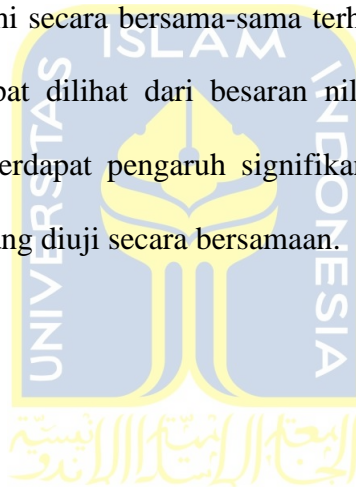 ni secara bersama-sama terh
ISLAM
pat dilihat dari besaran nil
erdapat pengaruh signifikan
ng diuji secara bersamaan.
UNIVERSITAS
INDONESIA